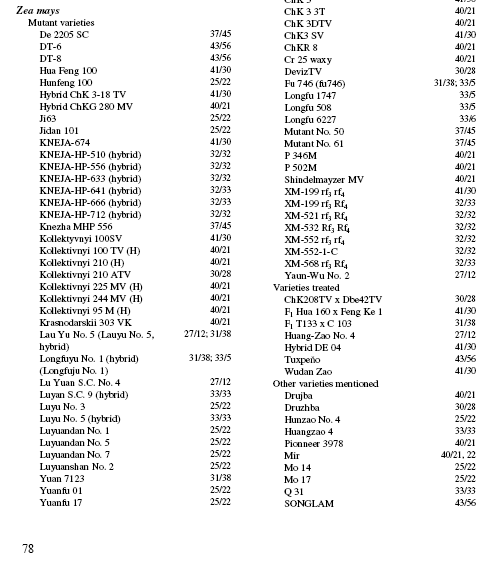 Zea mays
Mutant varieties
De 2205 SC 37/45
DT-6 43/56
DT-8 43/56
Hua Feng 100 41/30
Hunfeng 100 25/22
Hybrid ChK 3-18 TV 41/30
Hybrid ChKG 280 MV 40/21
Ji63 25/22
Jidan 101 25/22
KNEJA-674 41/30
KNEJA-HP-510 (hybrid) 32/32
KNEJA-HP-556 (hybrid) 32/32
KNEJA-HP-633 (hybrid) 32/32
KNEJA-HP-641 (hybrid) 32/33
KNEJA-HP-666 (hybrid) 32/33
KNEJA-HP-712 (hybrid) 32/32
Knezha MHP 556 37/45
Kollektyvnyi 100SV 41/30
Kollektivnyi 100 TV (H) 40/21
Kollektivnyi 210 (H) 40/21
Kollektivnyi 210 ATV 30/28
Kollektivnyi 225 MV (H) 40/21
Kollektivnyi 244 MV (H) 40/21
Kollektivnyi 95 M (H) 40/21
Krasnodarskii 303 VK 40/21
Lau Yu No. 5 (Lauyu No. 5, 27/12; 31/38
hybrid)
Longfuyu No. 1 (hybrid) 31/38; 33/5
(Longfuju No. 1)
Lu Yuan S.C. No. 4 27/12
Luyan S.C. 9 (hybrid) 33/33
Luyu No. 3 25/22
Luyu No. 5 (hybrid) 33/33
Luyuandan No. 1 25/22
Luyuandan No. 5 25/22
Luyuandan No. 7 25/22
Luyuanshan No. 2 25/22
Yuan 7123 31/38
Yuanfu 01 25/22
Yuanfu 17 25/22
ChK 3 3T 40/21
ChK 3DTV 40/21
ChK3 SV 41/30
ChKR 8 40/21
Cr 25 waxy 40/21
DevizTV 30/28
Fu 746 (fu746) 31/38; 33/5
Longfu 1747 33/5
Longfu 508 33/5
Longfu 6227 33/6
Mutant No. 50 37/45
Mutant No. 61 37/45
P 346M 40/21
P 502M 40/21
Shindelmayzer MV 40/21
XM-199 rf₃ rf₄ 41/30
XM-199 rf₃ Rf₄ 32/33
XM-521 rf₃ Rf₄ 32/32
XM-532 Rf₃ Rf₄ 32/32
XM-552 rf₃ rf₄ 32/32
XM-552-1-C 32/32
XM-568 rf₃ Rf₄ 32/33
Yaun-Wu No. 2 27/12
Varieties treated
ChK208TV x Dbe42TV 30/28
F₁ Hua 160 x Feng Ke 1 41/30
F₁ T133 x C 103 31/38
Huang-Zao No. 4 27/12
Hybrid DE 04 41/30
Tuxpeño 43/56
Wudan Zao 41/30
Other varieties mentioned
Drujba 40/21
Druzhba 30/28
Hunzao No. 4 25/22
Huangzao 4 33/33
Pionneer 3978 40/21
Mir 40/21, 22
Mo 14 25/22
Mo 17 25/22
Q 31 33/33
SONGLAM 43/56
78